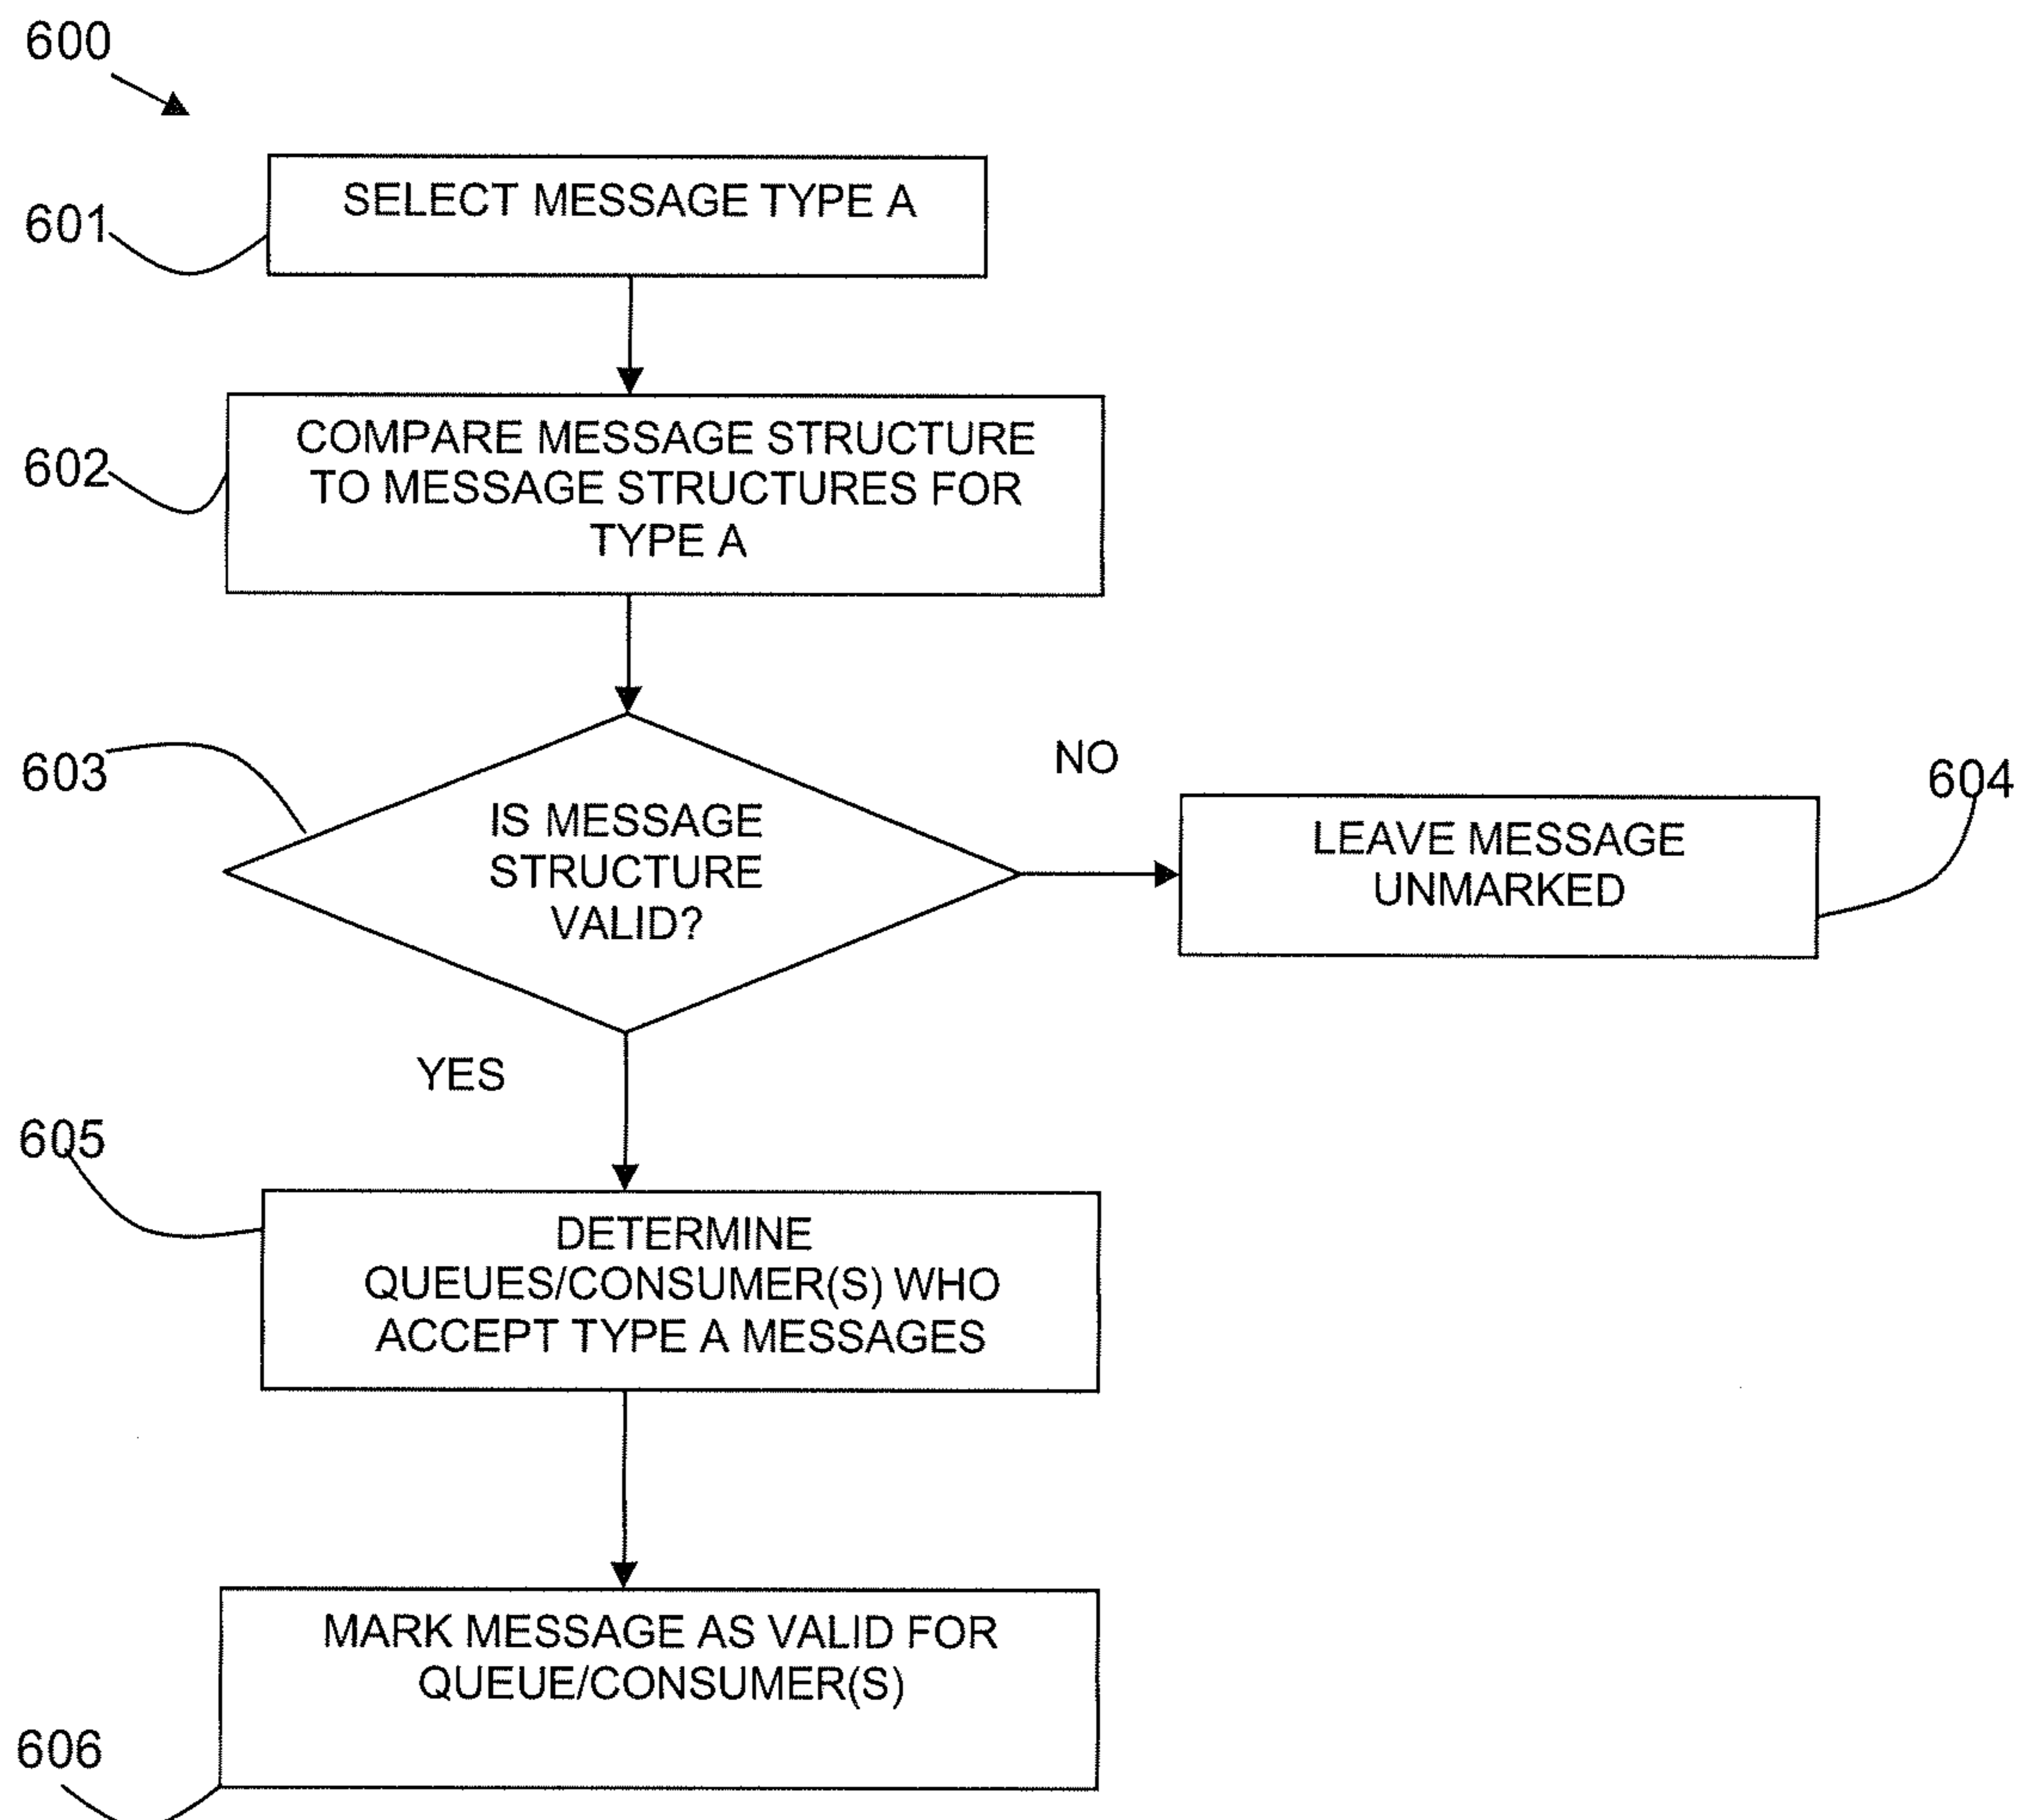 600
601
SELECT MESSAGE TYPE A
602
COMPARE MESSAGE STRUCTURE
TO MESSAGE STRUCTURES FOR
TYPE A
603
IS MESSAGE
STRUCTURE
VALID?
NO
604
LEAVE MESSAGE
UNMARKED
YES
605
DETERMINE
QUEUES/CONSUMER(S) WHO
ACCEPT TYPE A MESSAGES
MARK MESSAGE AS VALID FOR
QUEUE/CONSUMER(S)
606